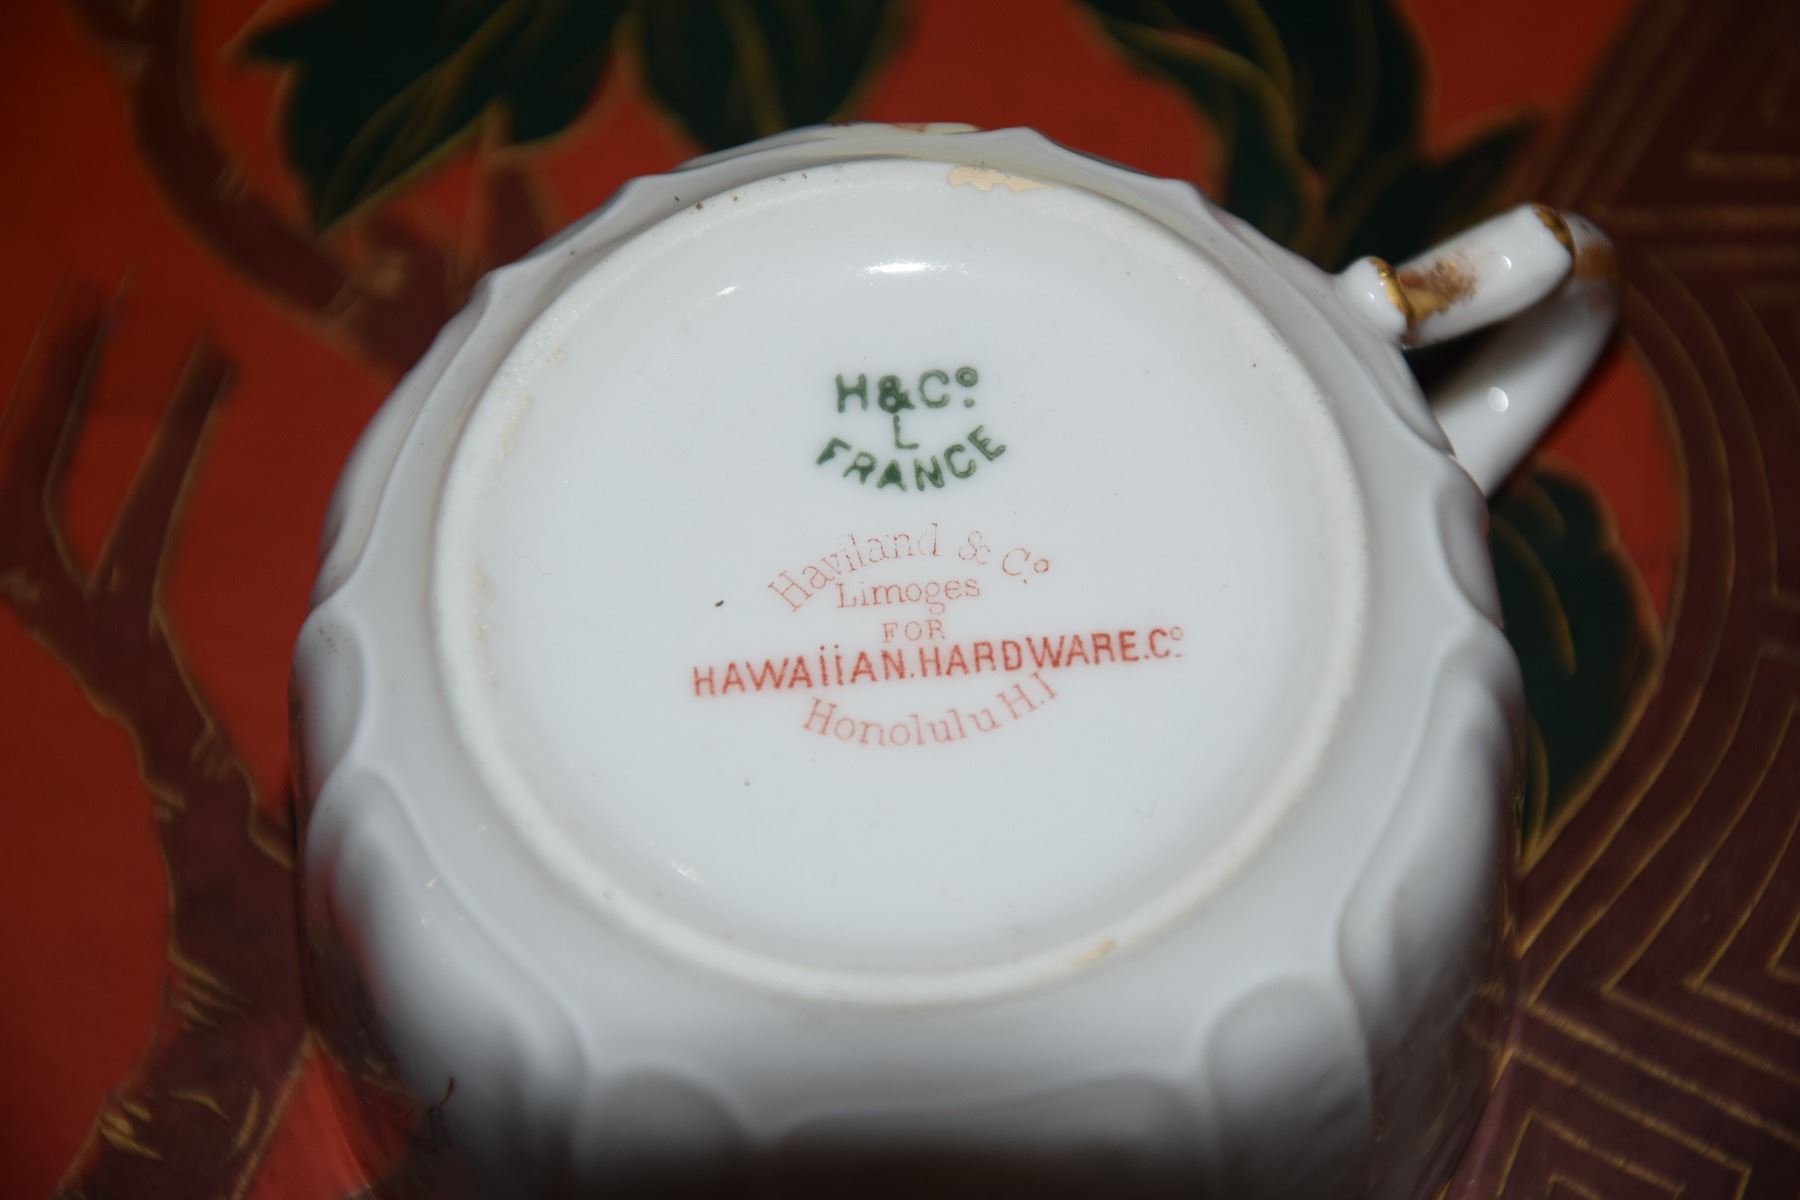 H&Co.
L
FRANCE
Haviland & Co.
Limoges
FOR
HAWAiiAN.HARDWARE.Co.
Honolulu H.I